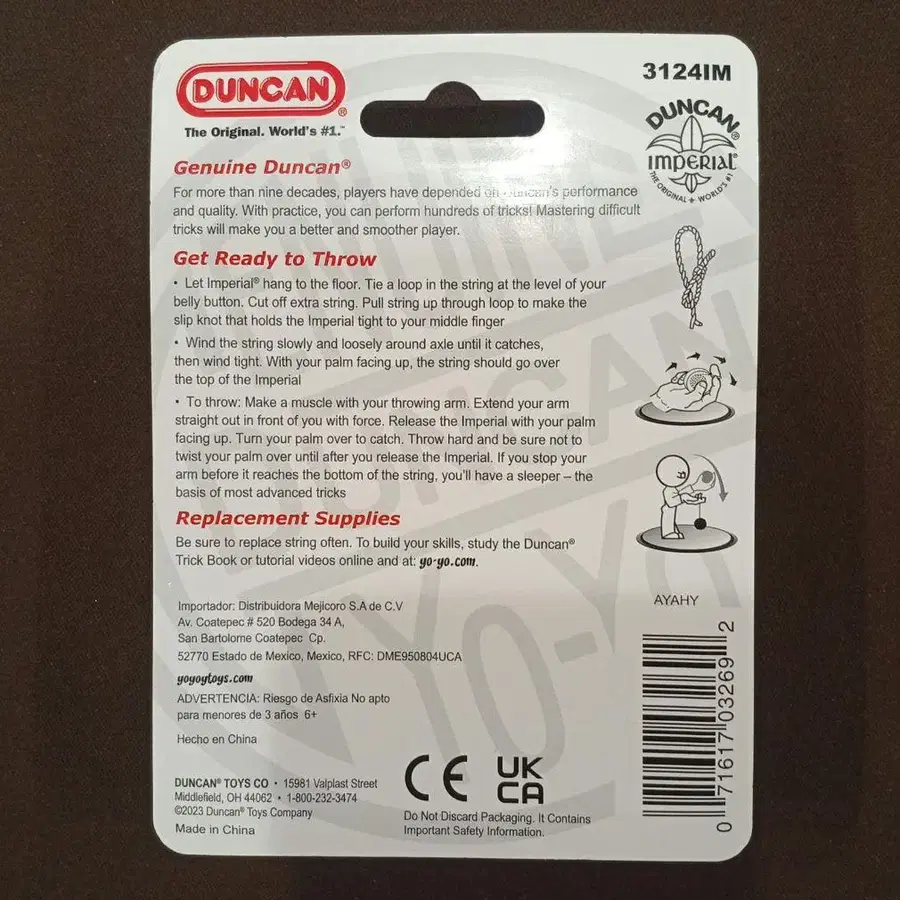 DUNCAN®
The Original. World's #1.™
3124IM
DUNCAN®
IMPERIAL®
THE ORIGINAL ★ WORLD'S #1
Genuine Duncan®
For more than nine decades, players have depended on Duncan's performance
and quality. With practice, you can perform hundreds of tricks! Mastering difficult
tricks will make you a better and smoother player.
Get Ready to Throw
• Let Imperial® hang to the floor. Tie a loop in the string at the level of your
belly button. Cut off extra string. Pull string up through loop to make the
slip knot that holds the Imperial tight to your middle finger
• Wind the string slowly and loosely around axle until it catches,
then wind tight. With your palm facing up, the string should go over
the top of the Imperial
• To throw: Make a muscle with your throwing arm. Extend your arm
straight out in front of you with force. Release the Imperial with your palm
facing up. Turn your palm over to catch. Throw hard and be sure not to
twist your palm over until after you release the Imperial. If you stop your
arm before it reaches the bottom of the string, you'll have a sleeper – the
basis of most advanced tricks
Replacement Supplies
Be sure to replace string often. To build your skills, study the Duncan®
Trick Book or tutorial videos online and at: yo-yo.com.
Importador: Distribuidora Mejicoro S.A de C.V
Av. Coatepec # 520 Bodega 34 A,
San Bartolome Coatepec Cp.
52770 Estado de Mexico, Mexico, RFC: DME950804UCA
yoyoytoys.com
ADVERTENCIA: Riesgo de Asfixia No apto
para menores de 3 años 6+
Hecho en China
DUNCAN® TOYS CO • 15981 Valplast Street
Middlefield, OH 44062 • 1-800-232-3474
©2023 Duncan® Toys Company
Made in China
CE
UK
CA
Do Not Discard Packaging. It Contains
Important Safety Information.
AYAHY
0 71617 03269 2
DUNCAN
YO-YO